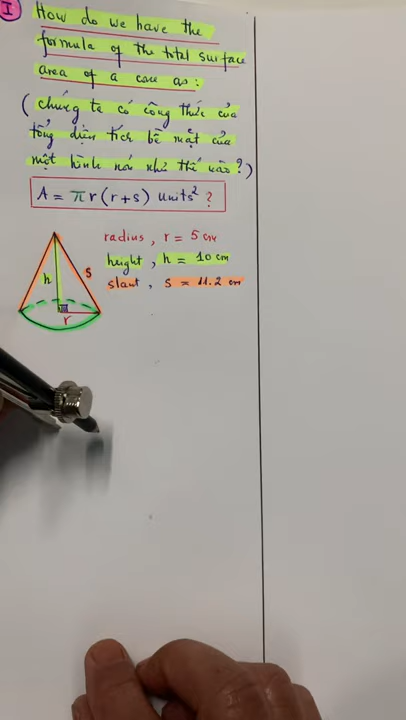 I How do we have the
formula of the total surface
area of a cone as:
(chúng ta có công thức của
tổng diện tích bề mặt của
một hình nón như thế nào?)
A = πr(r+s) units² ?
radius, r = 5 cm
height, h = 10 cm
slant, s ≈ 11.2 cm
h
s
r